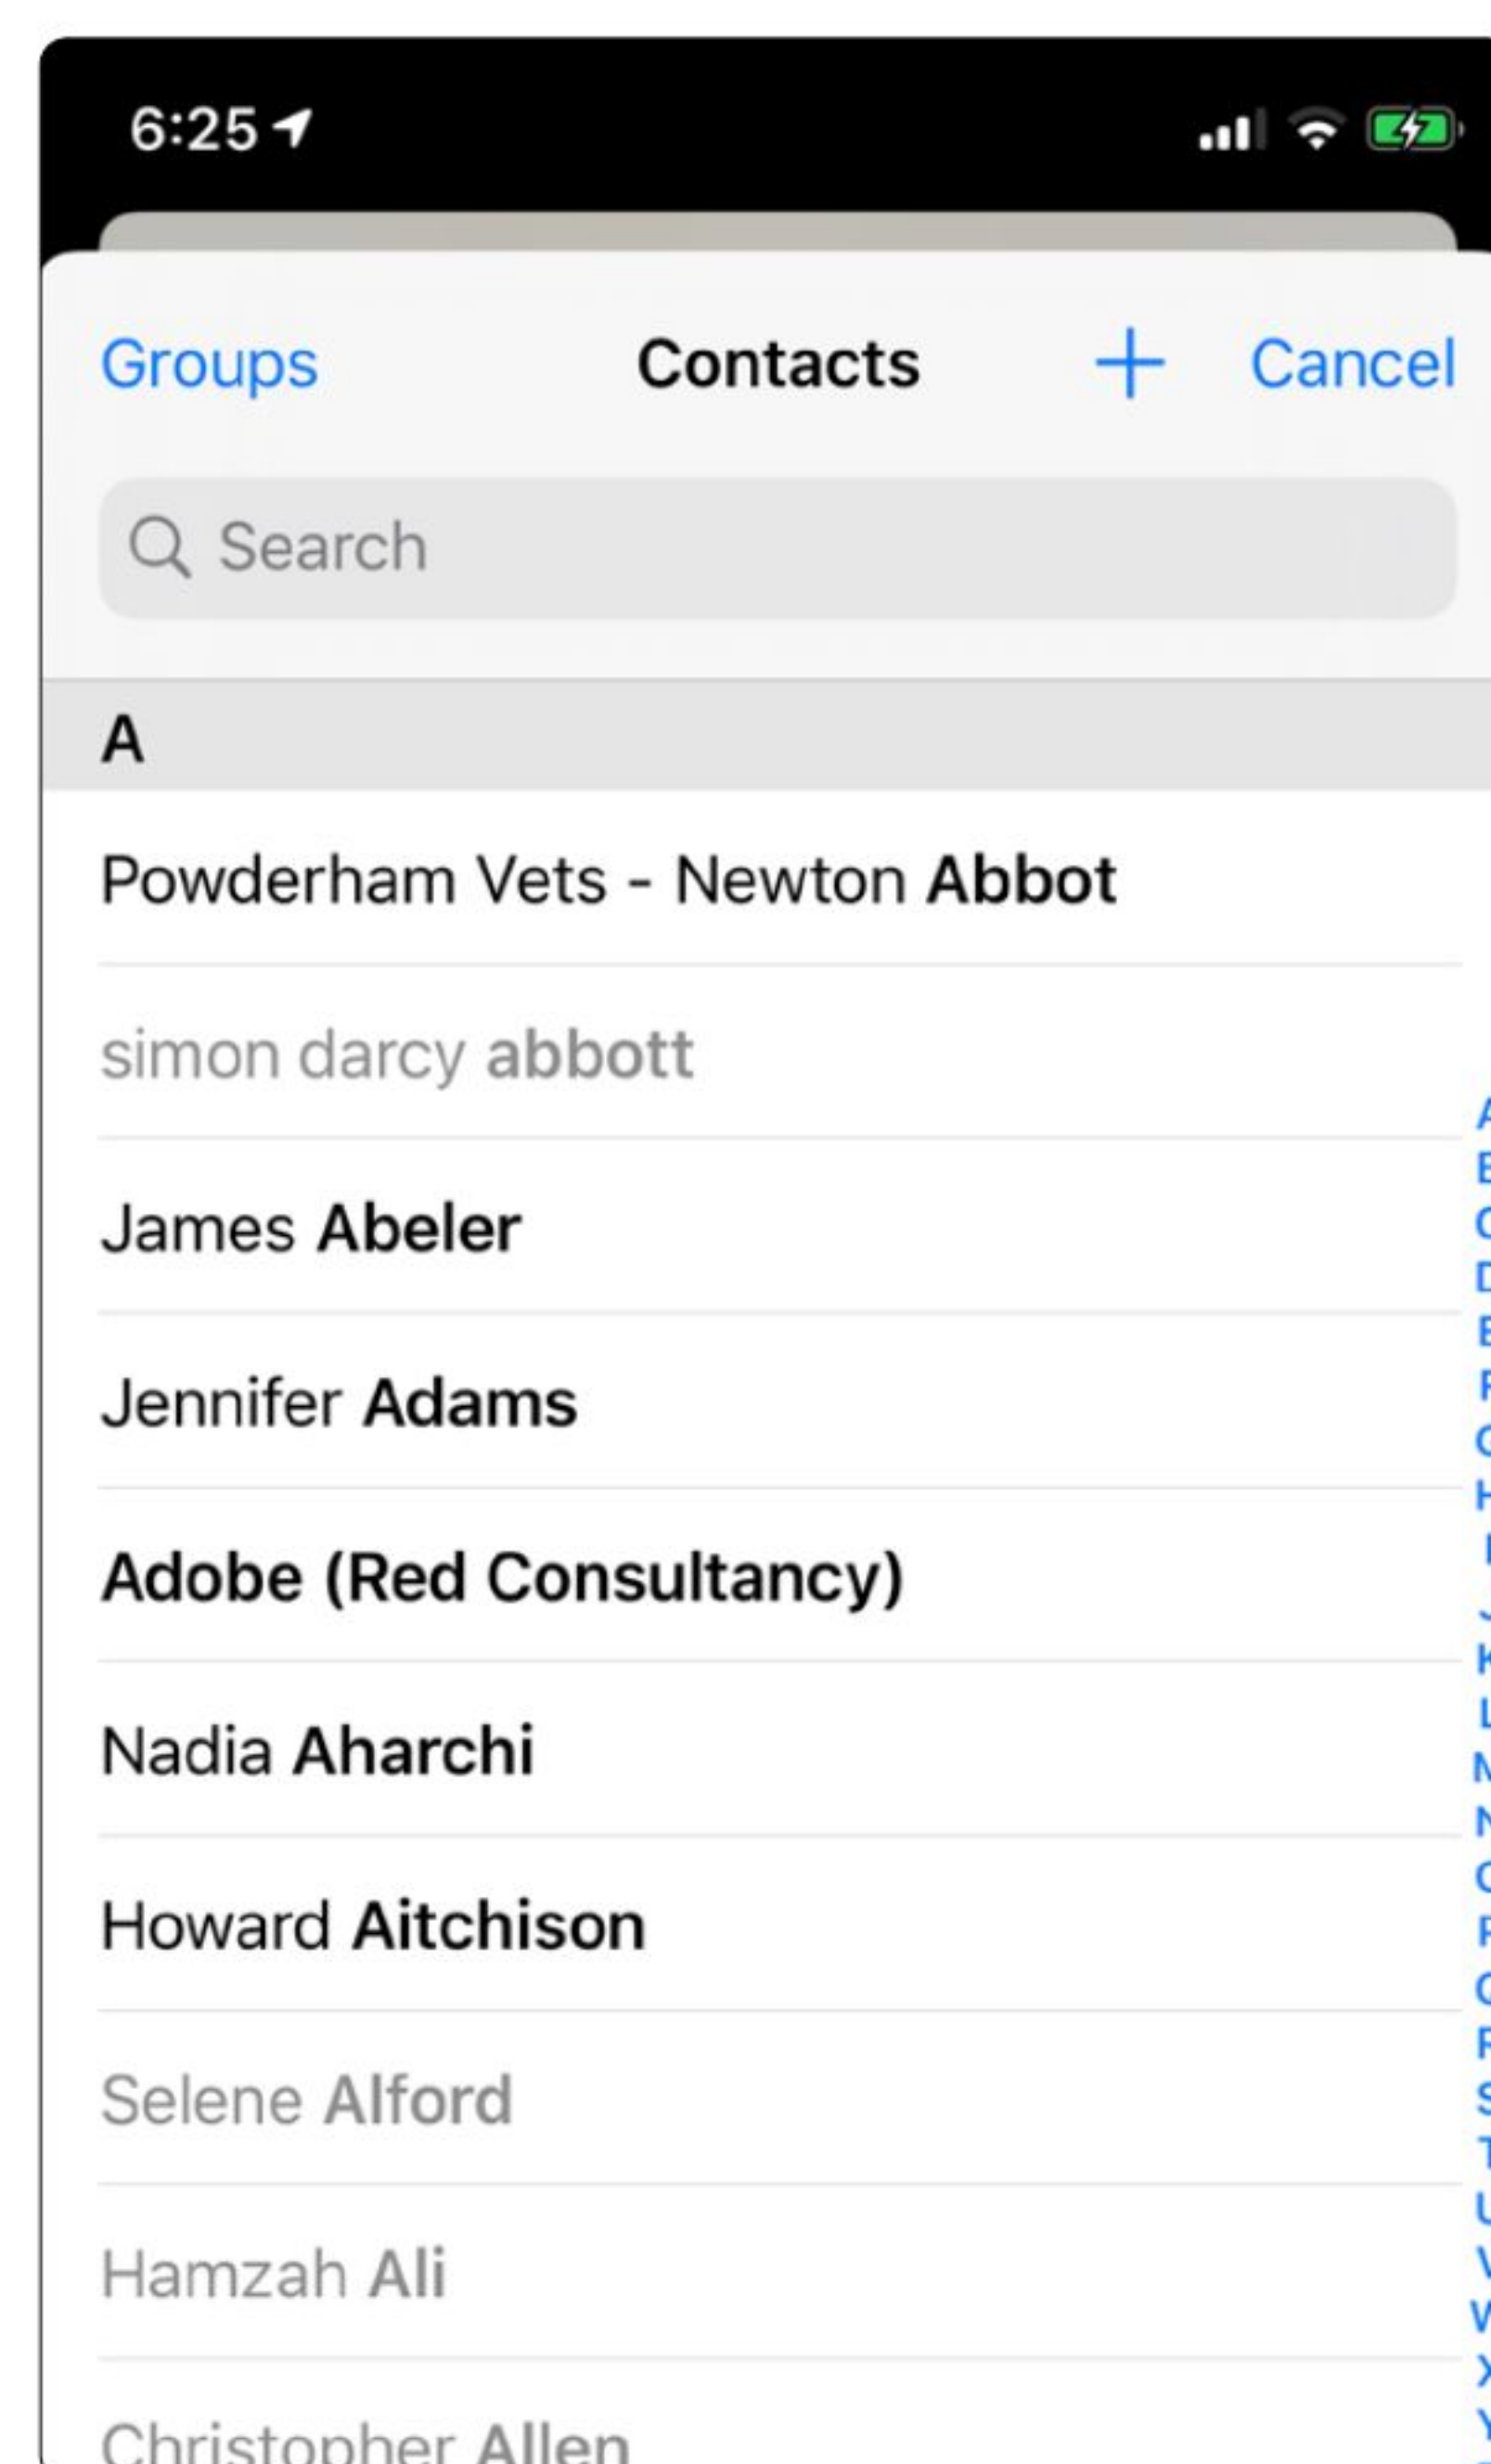 6:25
Groups Contacts + Cancel
Search
A
Powderham Vets - Newton Abbot
simon darcy abbott
James Abeler
Jennifer Adams
Adobe (Red Consultancy)
Nadia Aharchi
Howard Aitchison
Selene Alford
Hamzah Ali
Christopher Allen
A
B
C
D
E
F
G
H
I
J
K
L
M
N
O
P
Q
R
S
T
U
V
W
X
Y